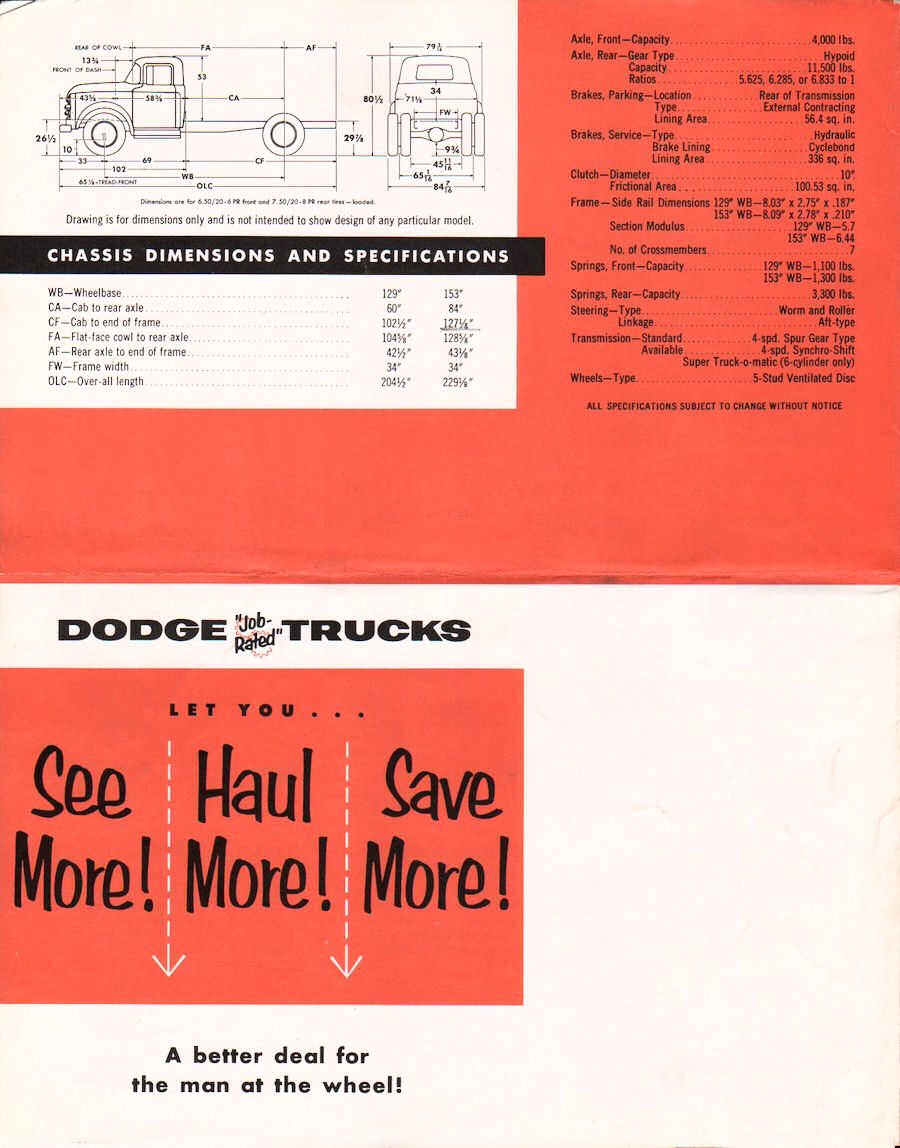 REAR OF COWL
FA
AF
79¾
13¾
FRONT OF DASH
53
34
43⅜
58⅜
CA
80½
71⅛
FW
26½
29⅞
10
9¾
33
69
CF
45 11/16
102
WB
65 1/16
65⅛—TREAD-FRONT
OLC
84 7/16
Dimensions are for 6.50/20-6 PR front and 7.50/20-8 PR rear tires — loaded.
Drawing is for dimensions only and is not intended to show design of any particular model.
CHASSIS DIMENSIONS AND SPECIFICATIONS
WB—Wheelbase 129" 153"
CA—Cab to rear axle 60" 84"
CF—Cab to end of frame 102½" 127⅛"
FA—Flat-face cowl to rear axle 104⅝" 128⅝"
AF—Rear axle to end of frame 42½" 43⅛"
FW—Frame width 34" 34"
OLC—Over-all length 204½" 229⅛"
Axle, Front—Capacity 4,000 lbs.
Axle, Rear—Gear Type Hypoid
Capacity 11,500 lbs.
Ratios 5.625, 6.285, or 6.833 to 1
Brakes, Parking—Location Rear of Transmission
Type External Contracting
Lining Area 56.4 sq. in.
Brakes, Service—Type Hydraulic
Brake Lining Cyclebond
Lining Area 336 sq. in.
Clutch—Diameter 10"
Frictional Area 100.53 sq. in.
Frame—Side Rail Dimensions 129" WB—8.03" x 2.75" x .187"
153" WB—8.09" x 2.78" x .210"
Section Modulus 129" WB—5.7
153" WB—6.44
No. of Crossmembers 7
Springs, Front—Capacity 129" WB—1,100 lbs.
153" WB—1,300 lbs.
Springs, Rear—Capacity 3,300 lbs.
Steering—Type Worm and Roller
Linkage Aft-type
Transmission—Standard 4-spd. Spur Gear Type
Available 4-spd. Synchro-Shift
Super Truck-o-matic (6-cylinder only)
Wheels—Type 5-Stud Ventilated Disc
ALL SPECIFICATIONS SUBJECT TO CHANGE WITHOUT NOTICE
DODGE "Job-Rated" TRUCKS
LET YOU . . .
See More!
Haul More!
Save More!
A better deal for
the man at the wheel!